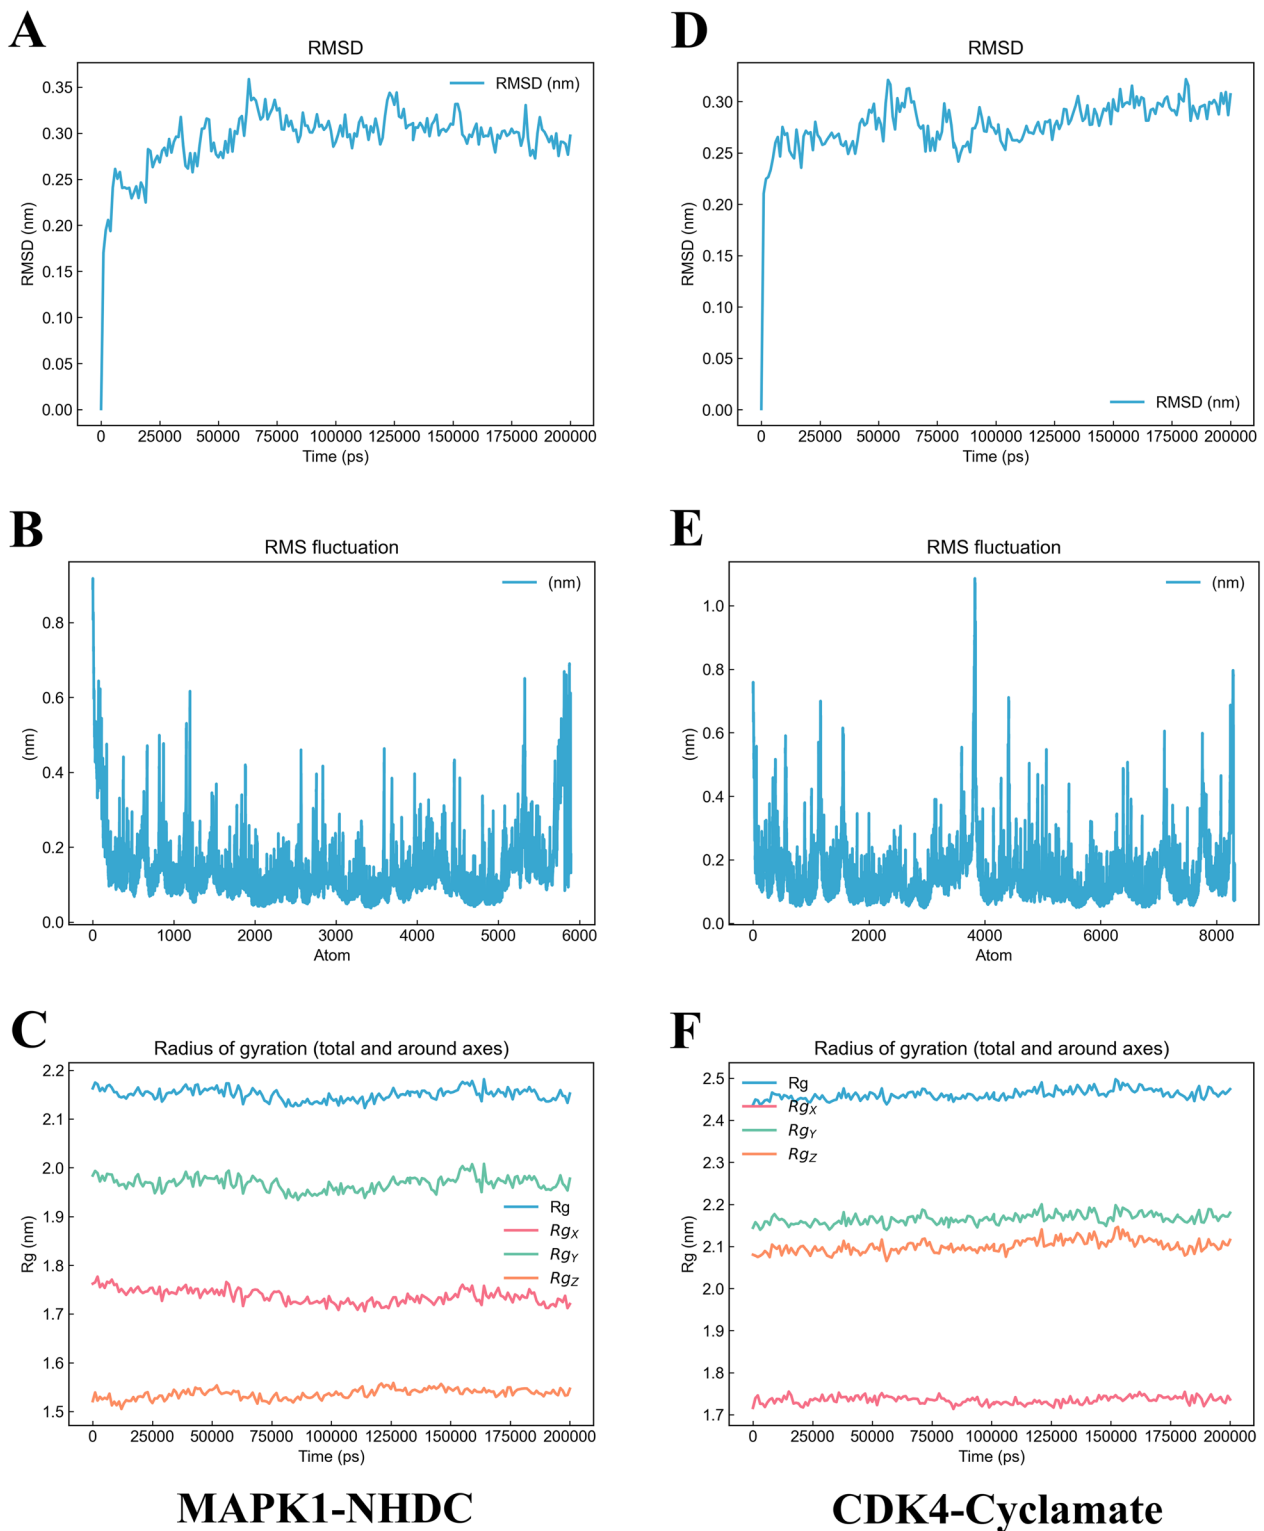 A
RMSD
RMSD (nm)
RMSD (nm)
0.35
0.30
0.25
0.20
0.15
0.10
0.05
0.00
0 25000 50000 75000 100000 125000 150000 175000 200000
Time (ps)
D
RMSD
RMSD (nm)
0.30
0.25
0.20
0.15
0.10
0.05
0.00
RMSD (nm)
0 25000 50000 75000 100000 125000 150000 175000 200000
Time (ps)
B
RMS fluctuation
(nm)
(nm)
0.8
0.6
0.4
0.2
0.0
0 1000 2000 3000 4000 5000 6000
Atom
E
RMS fluctuation
(nm)
(nm)
1.0
0.8
0.6
0.4
0.2
0.0
0 2000 4000 6000 8000
Atom
C
Radius of gyration (total and around axes)
Rg (nm)
2.2
2.1
2.0
1.9
1.8
1.7
1.6
1.5
Rg
RgX
RgY
RgZ
0 25000 50000 75000 100000 125000 150000 175000 200000
Time (ps)
F
Radius of gyration (total and around axes)
Rg (nm)
2.5
2.4
2.3
2.2
2.1
2.0
1.9
1.8
1.7
Rg
RgX
RgY
RgZ
0 25000 50000 75000 100000 125000 150000 175000 200000
Time (ps)
MAPK1-NHDC
CDK4-Cyclamate